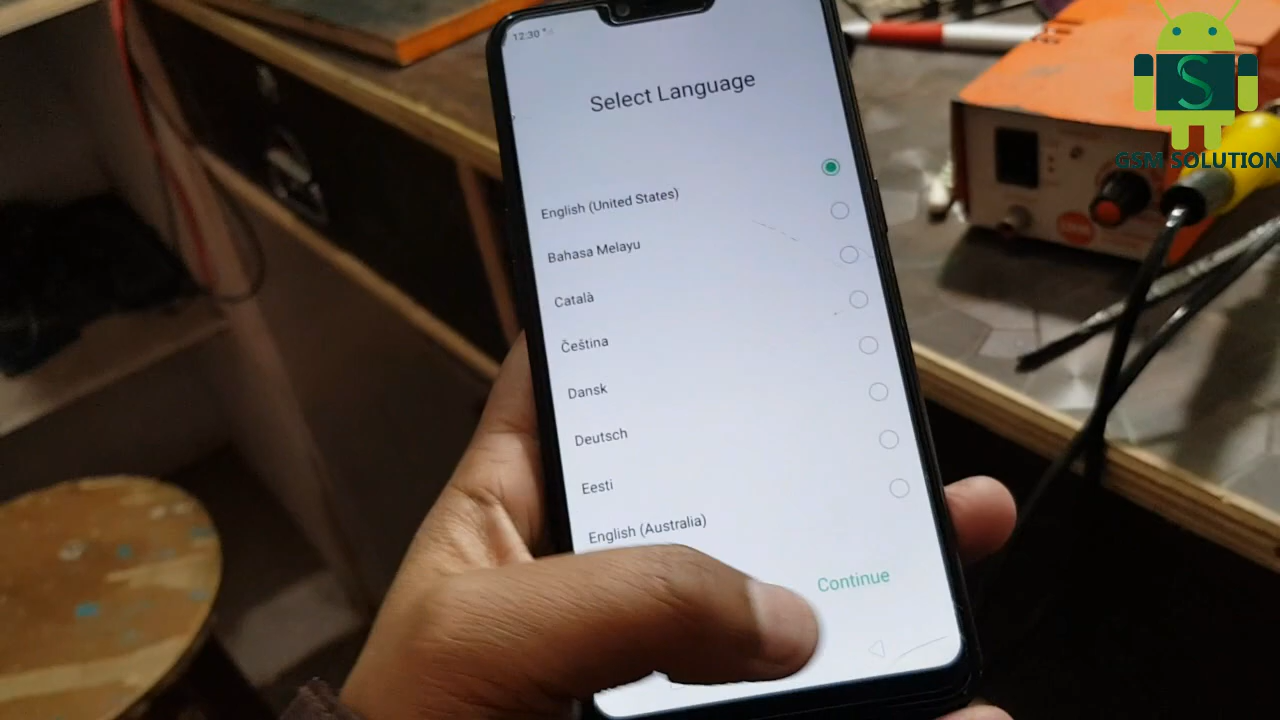 12:30
Select Language
English (United States)
Bahasa Melayu
Català
Čeština
Dansk
Deutsch
Eesti
English (Australia)
Continue
S
GSM SOLUTION